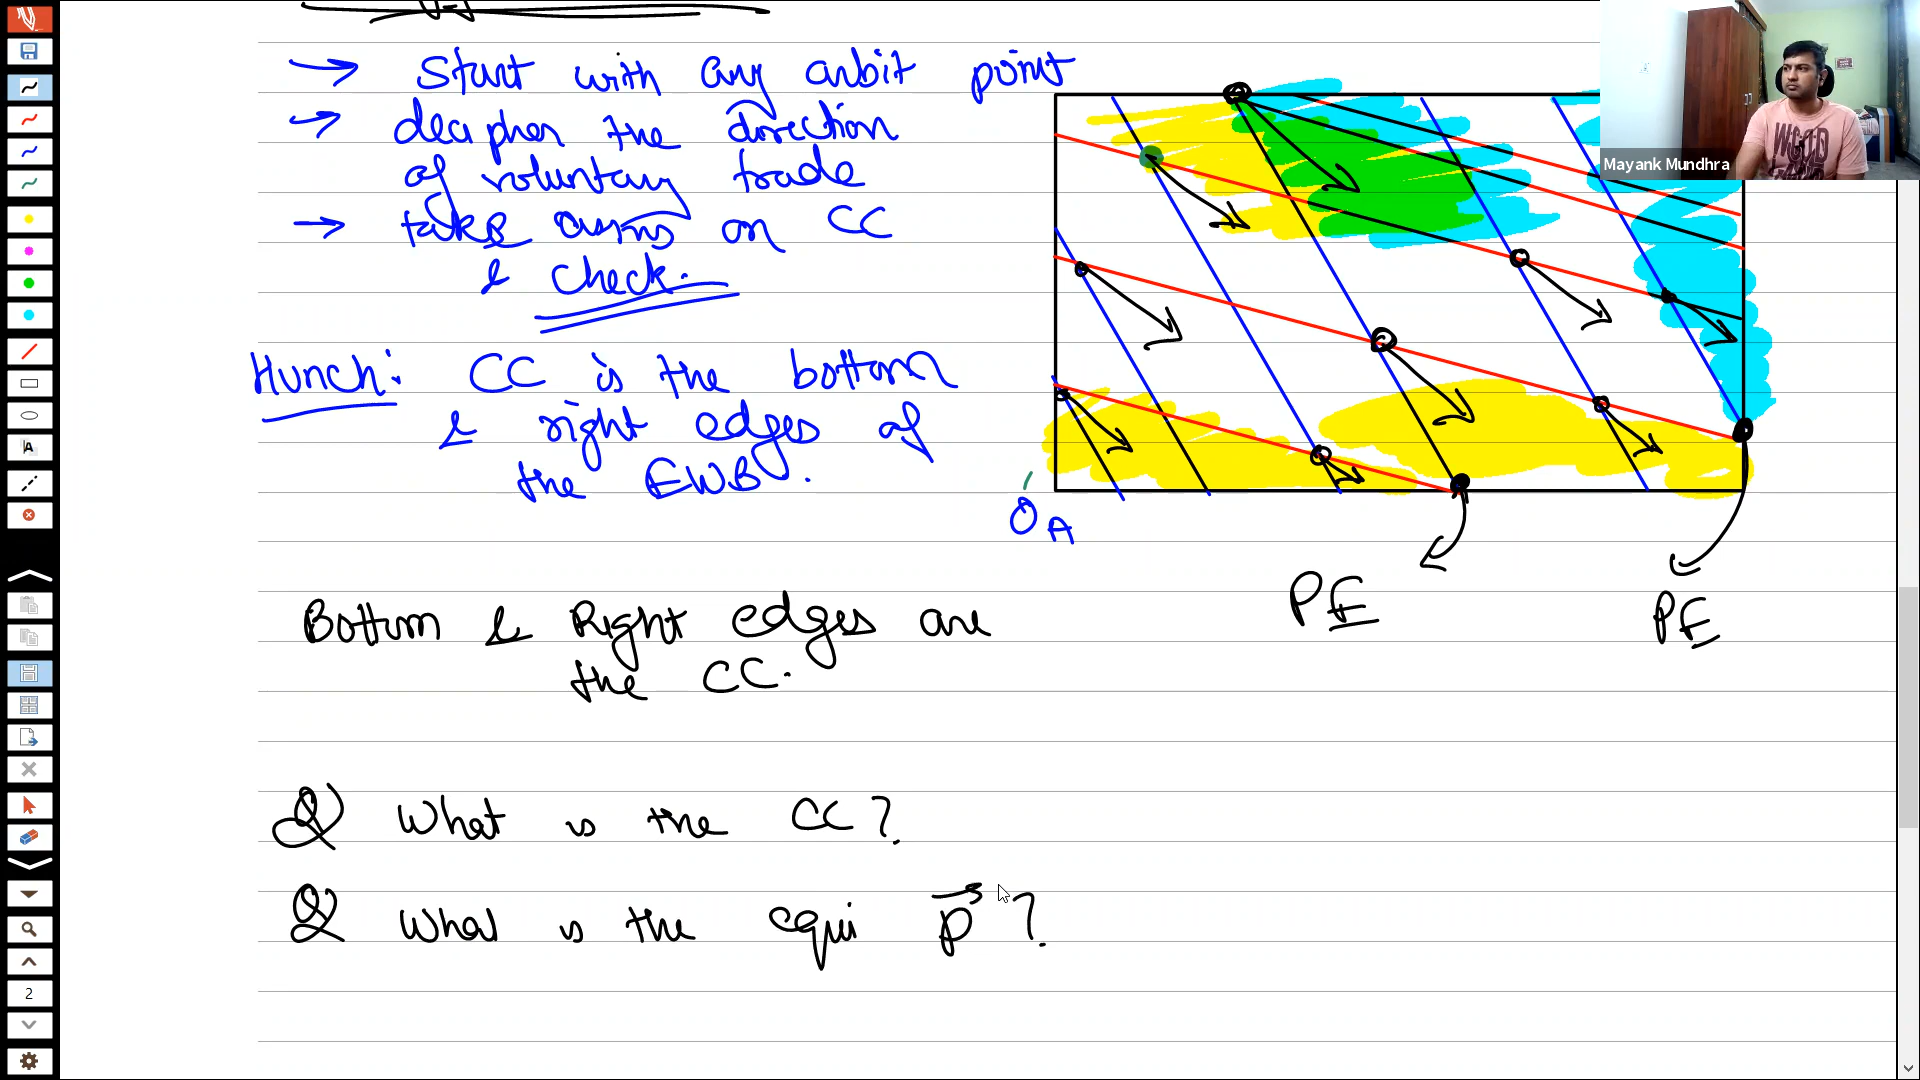 → Start with any arbit point
→ decipher the direction
of voluntary trade
→ take assns on CC
& check.
Hunch: CC is the bottom
& right edges of
the EWB.
Mayank Mundhra
O A
PE
PE
Bottom & Right edges are
the CC.
Q What is the CC?
Q What is the equi p?
2